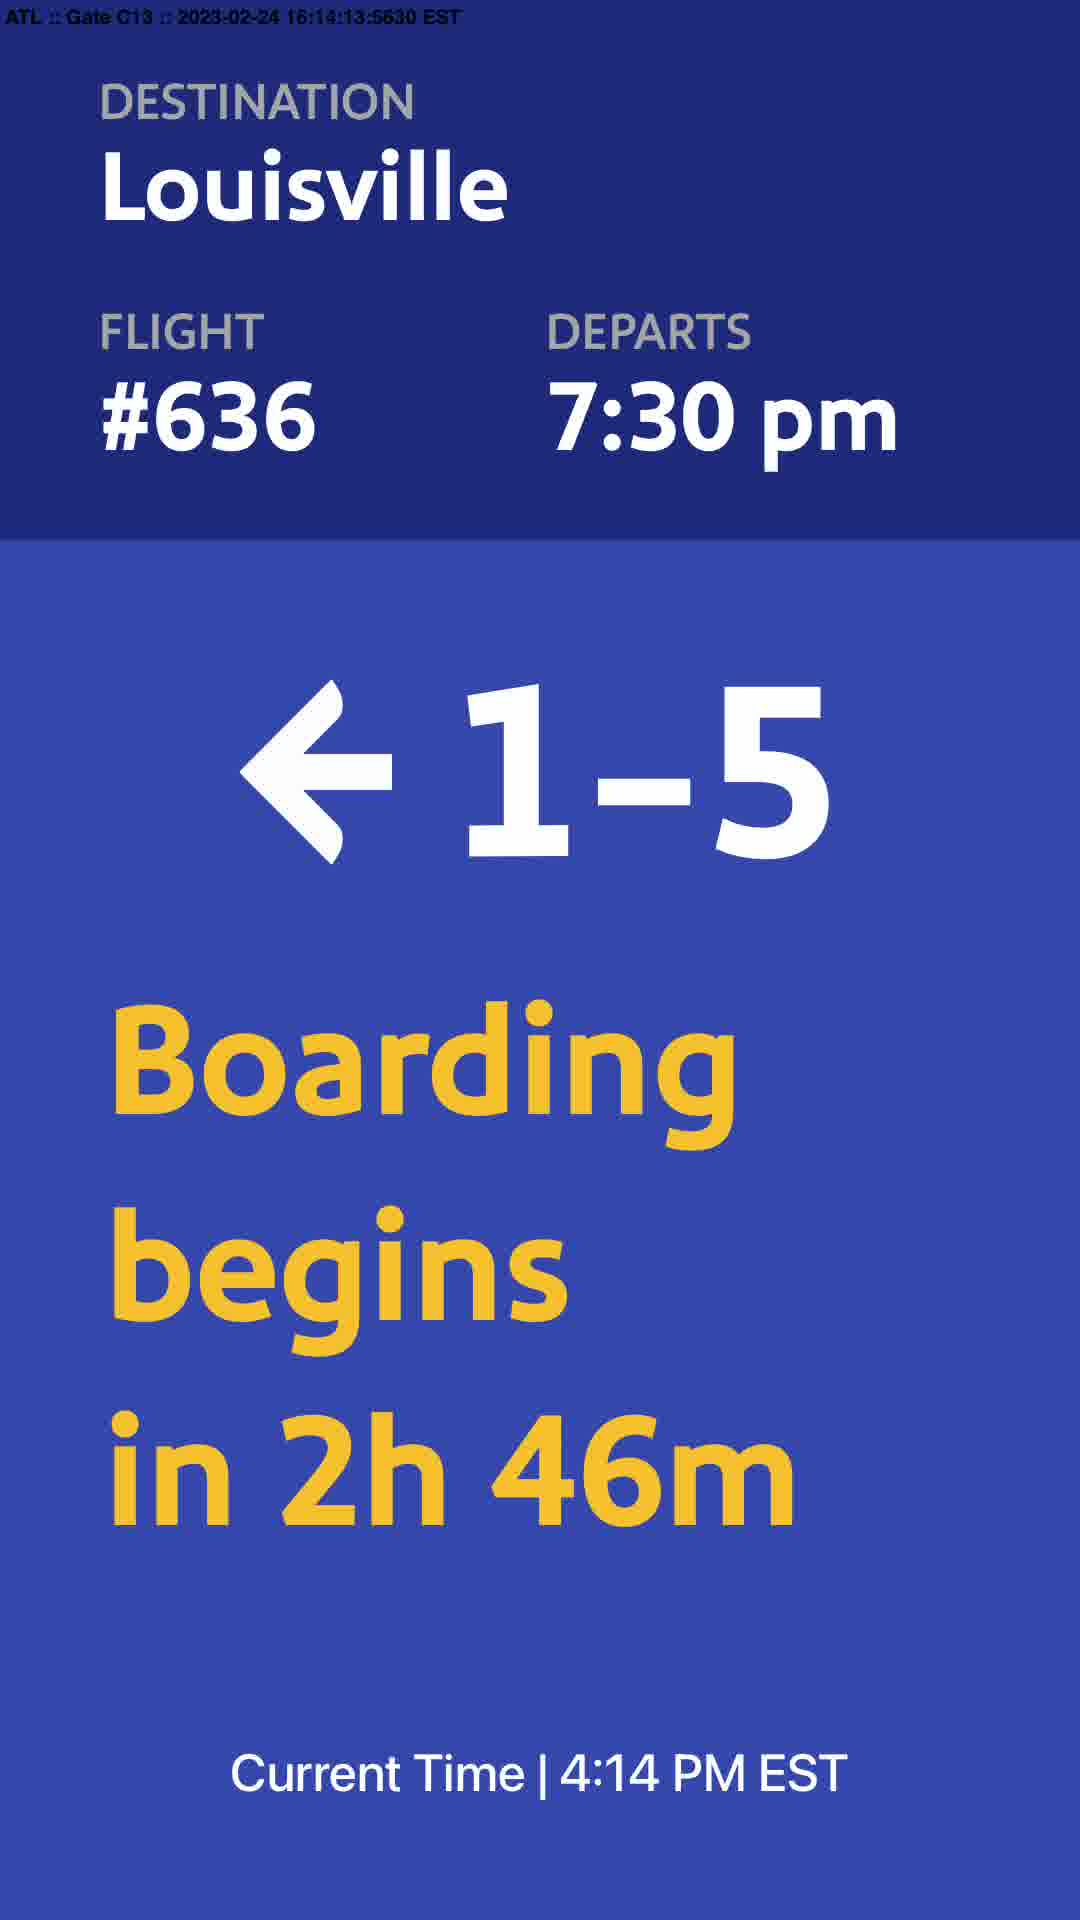 ATL :: Gate C13 :: 2023-02-24 16:14:13:5630 EST
DESTINATION
Louisville
FLIGHT DEPARTS
#636 7:30 pm
← 1–5
Boarding
begins
in 2h 46m
Current Time | 4:14 PM EST